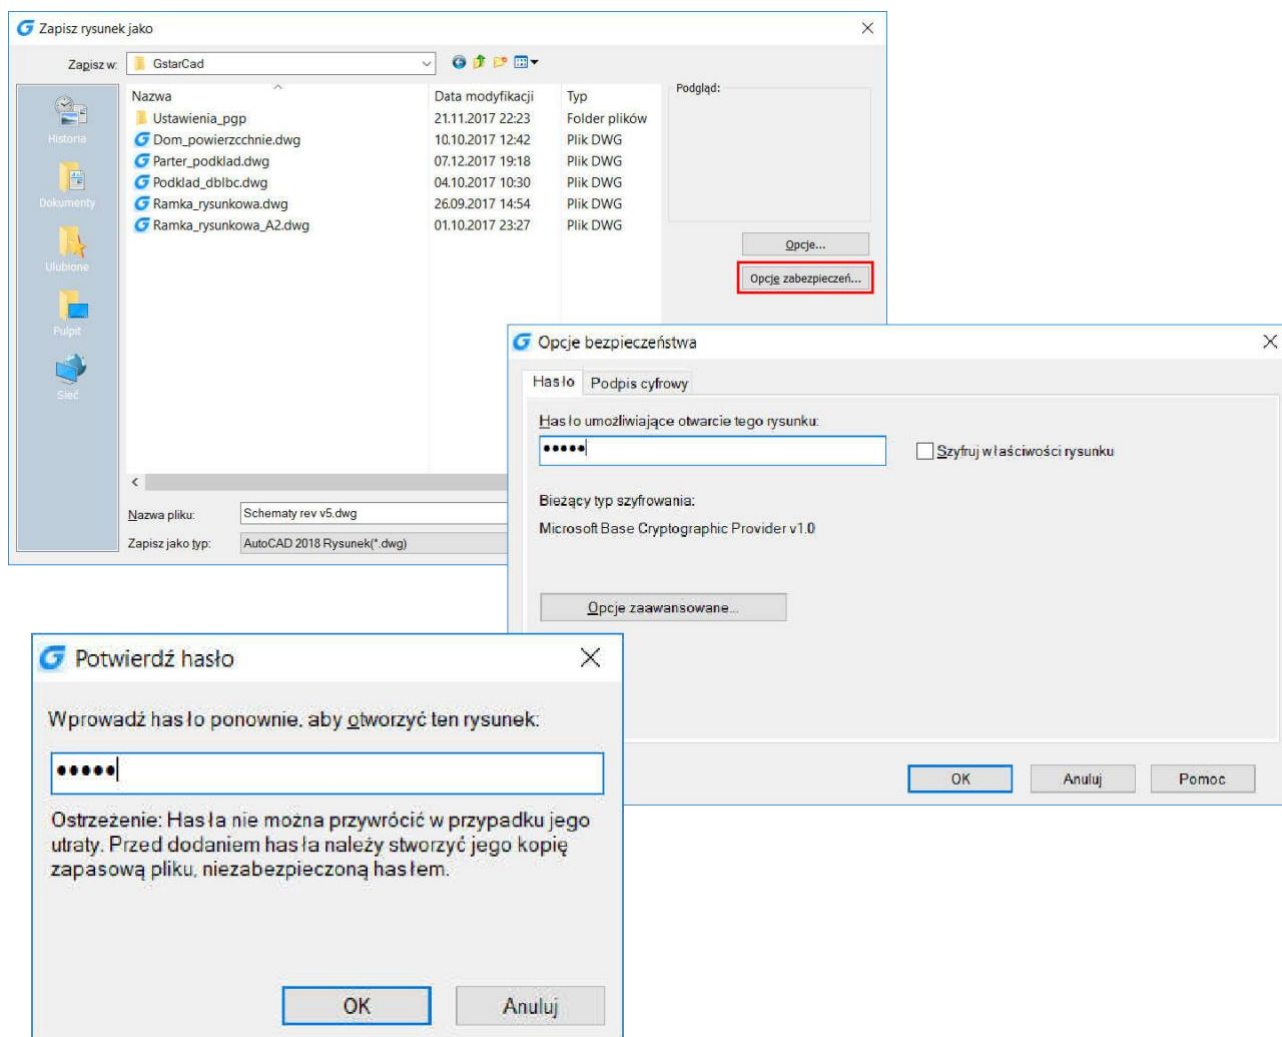 Zapisz rysunek jako
Zapisz w: GstarCad
Podgląd:
Nazwa Data modyfikacji Typ
Ustawienia_pgp 21.11.2017 22:23 Folder plików
Dom_powierzcchnie.dwg 10.10.2017 12:42 Plik DWG
Parter_podklad.dwg 07.12.2017 19:18 Plik DWG
Podklad_dblbc.dwg 04.10.2017 10:30 Plik DWG
Ramka_rysunkowa.dwg 26.09.2017 14:54 Plik DWG
Ramka_rysunkowa_A2.dwg 01.10.2017 23:27 Plik DWG
Historia
Dokumenty
Ulubione
Pulpit
Sieć
Opcje...
Opcje zabezpieczeń...
Nazwa pliku: Schematy rev v5.dwg
Zapisz jako typ: AutoCAD 2018 Rysunek(*.dwg)
Opcje bezpieczeństwa
Hasło Podpis cyfrowy
Hasło umożliwiające otwarcie tego rysunku:
•••••
Szyfruj właściwości rysunku
Bieżący typ szyfrowania:
Microsoft Base Cryptographic Provider v1.0
Opcje zaawansowane...
OK Anuluj Pomoc
Potwierdź hasło
Wprowadź hasło ponownie, aby otworzyć ten rysunek:
•••••
Ostrzeżenie: Hasła nie można przywrócić w przypadku jego
utraty. Przed dodaniem hasła należy stworzyć jego kopię
zapasową pliku, niezabezpieczoną hasłem.
OK Anuluj